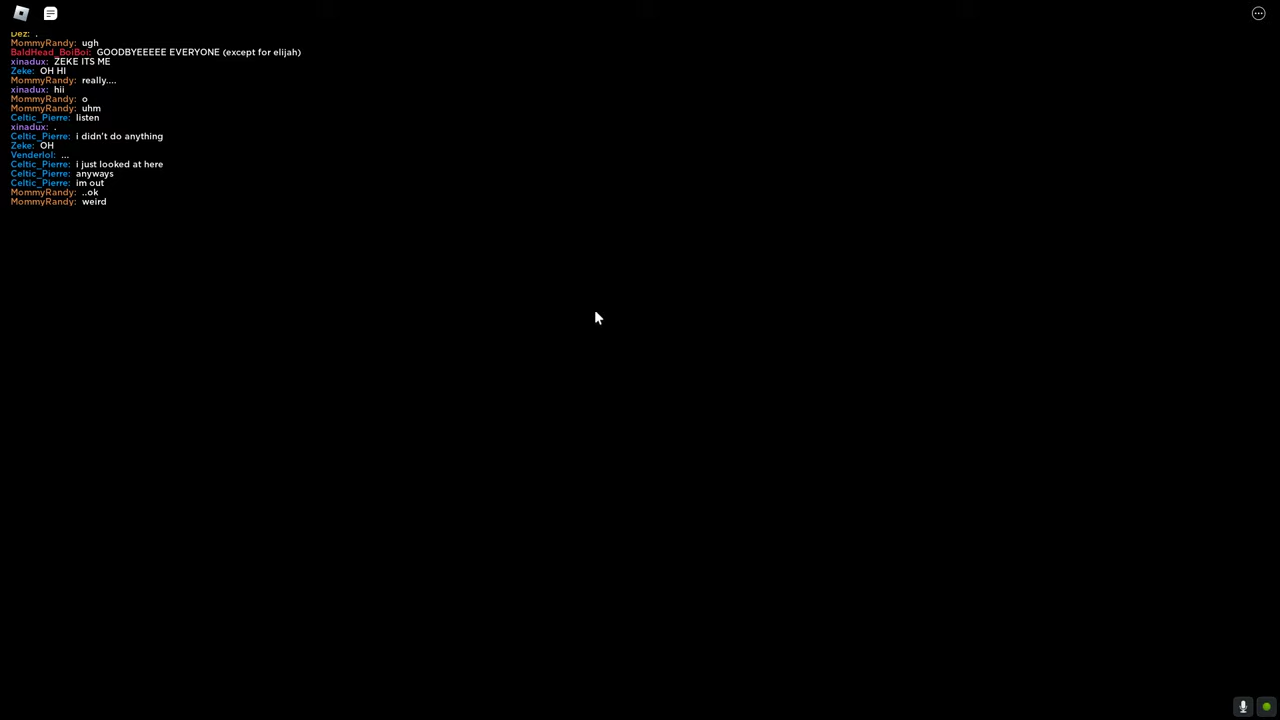 Dez: .
MommyRandy: ugh
BaldHead_BoiBoi: GOODBYEEEEE EVERYONE (except for elijah)
xinadux: ZEKE ITS ME
Zeke: OH HI
MommyRandy: really....
xinadux: hii
MommyRandy: o
MommyRandy: uhm
Celtic_Pierre: listen
xinadux: .
Celtic_Pierre: i didn't do anything
Zeke: OH
Venderlol: ...
Celtic_Pierre: i just looked at here
Celtic_Pierre: anyways
Celtic_Pierre: im out
MommyRandy: ..ok
MommyRandy: weird